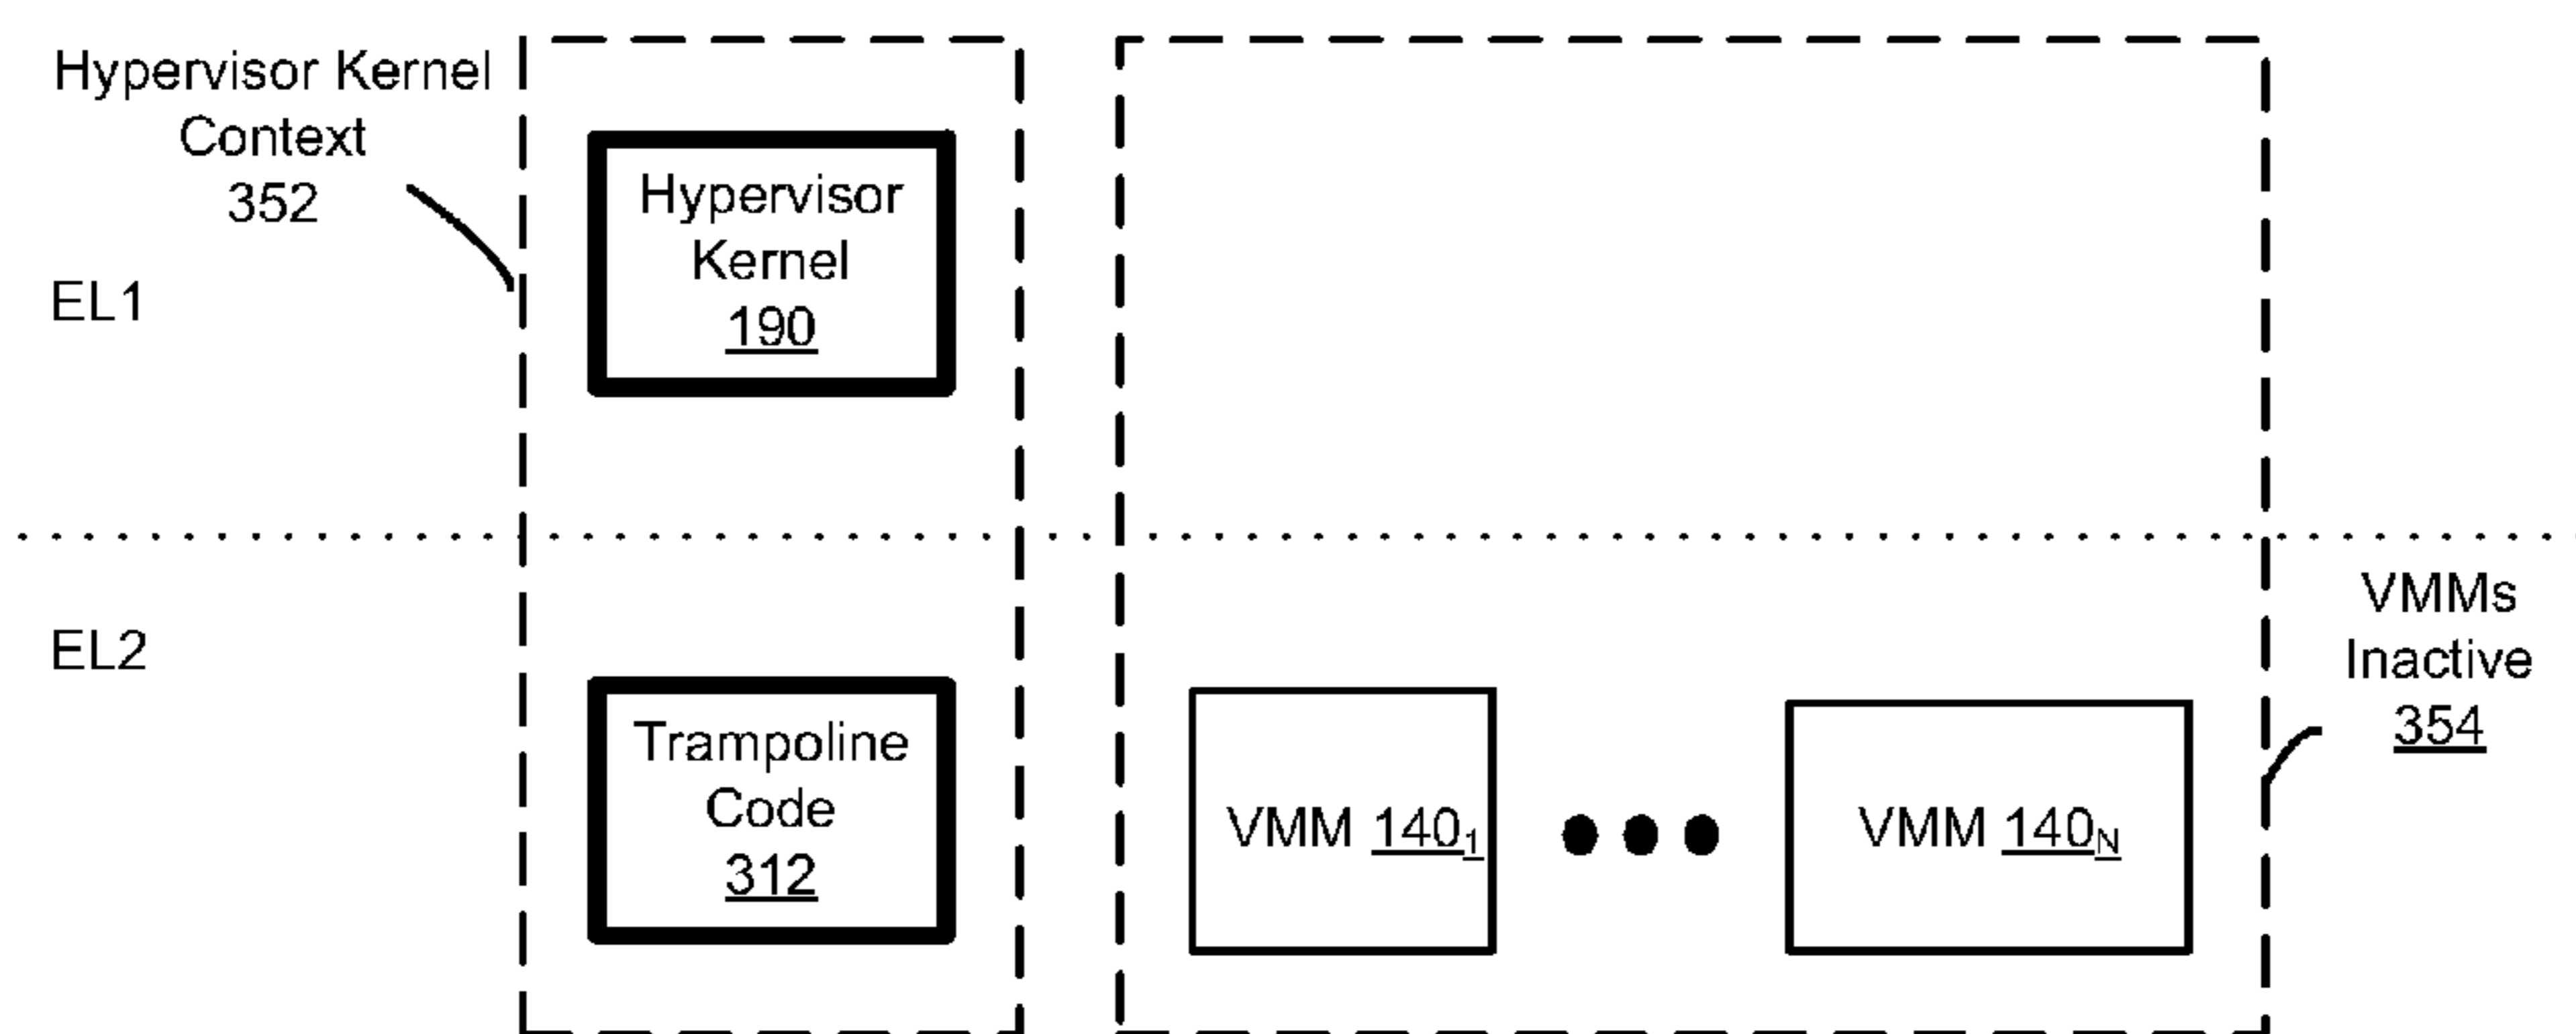 Hypervisor Kernel
Context
352
EL1
Hypervisor
Kernel
190
EL2
Trampoline
Code
312
VMM 140₁
VMM 140N
VMMs
Inactive
354